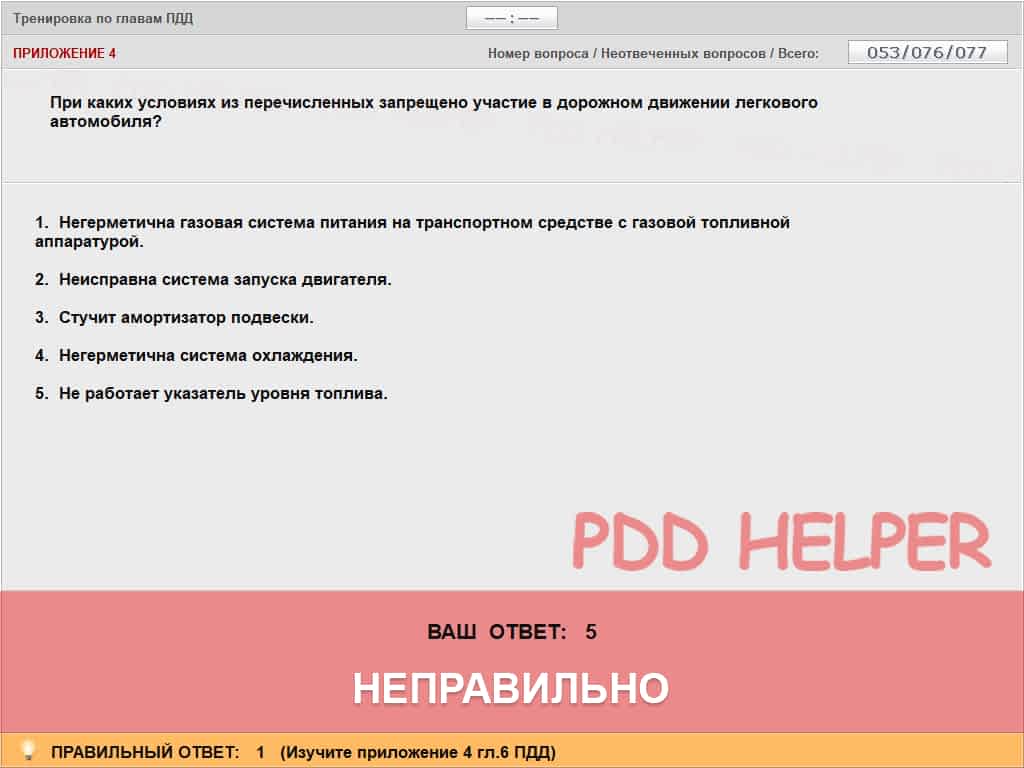 Тренировка по главам ПДД
——:——
ПРИЛОЖЕНИЕ 4
Номер вопроса / Неотвеченных вопросов / Всего:
053/076/077
При каких условиях из перечисленных запрещено участие в дорожном движении легкового
автомобиля?
1. Негерметична газовая система питания на транспортном средстве с газовой топливной
аппаратурой.
2. Неисправна система запуска двигателя.
3. Стучит амортизатор подвески.
4. Негерметична система охлаждения.
5. Не работает указатель уровня топлива.
PDD HELPER
ВАШ ОТВЕТ: 5
НЕПРАВИЛЬНО
ПРАВИЛЬНЫЙ ОТВЕТ: 1 (Изучите приложение 4 гл.6 ПДД)